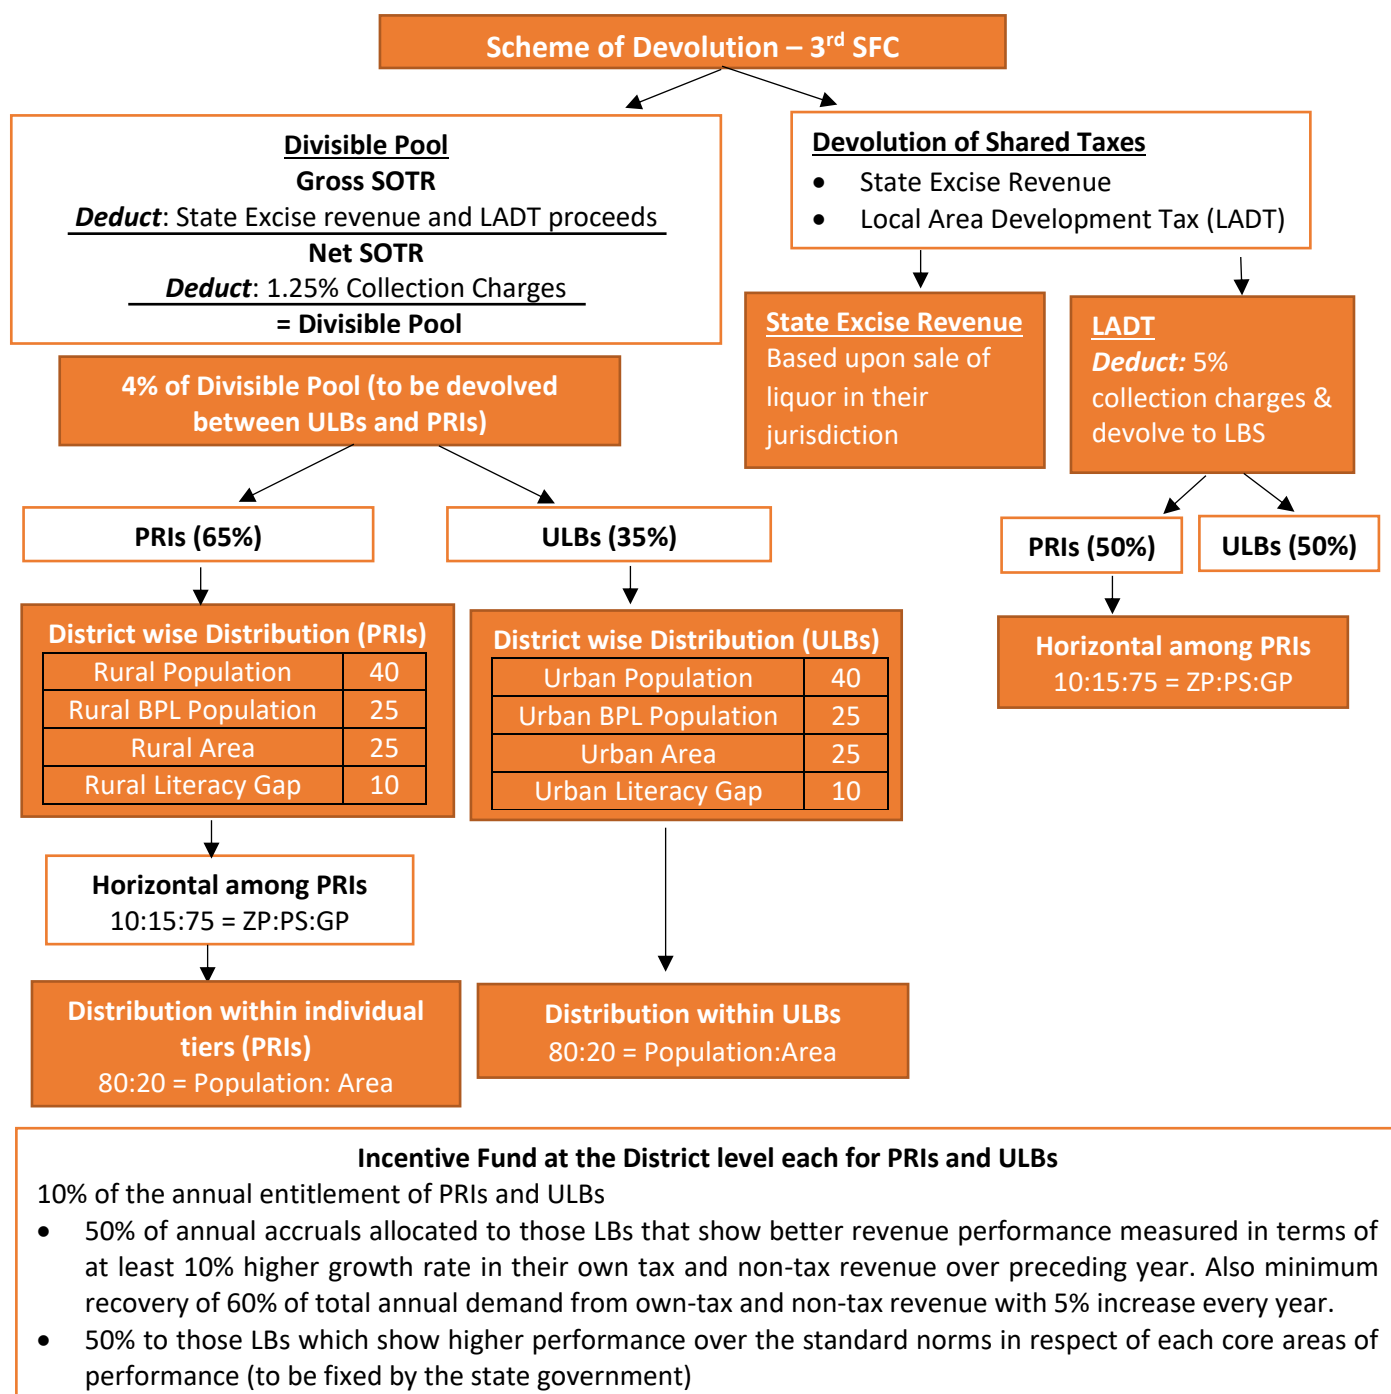 Scheme of Devolution – 3rd SFC
Divisible Pool
Gross SOTR
Deduct: State Excise revenue and LADT proceeds
Net SOTR
Deduct: 1.25% Collection Charges
= Divisible Pool
Devolution of Shared Taxes
• State Excise Revenue
• Local Area Development Tax (LADT)
State Excise Revenue
Based upon sale of
liquor in their
jurisdiction
LADT
Deduct: 5%
collection charges &
devolve to LBS
4% of Divisible Pool (to be devolved
between ULBs and PRIs)
PRIs (65%)
ULBs (35%)
PRIs (50%)
ULBs (50%)
District wise Distribution (PRIs)
Rural Population 40
Rural BPL Population 25
Rural Area 25
Rural Literacy Gap 10
District wise Distribution (ULBs)
Urban Population 40
Urban BPL Population 25
Urban Area 25
Urban Literacy Gap 10
Horizontal among PRIs
10:15:75 = ZP:PS:GP
Horizontal among PRIs
10:15:75 = ZP:PS:GP
Distribution within individual
tiers (PRIs)
80:20 = Population: Area
Distribution within ULBs
80:20 = Population:Area
Incentive Fund at the District level each for PRIs and ULBs
10% of the annual entitlement of PRIs and ULBs
• 50% of annual accruals allocated to those LBs that show better revenue performance measured in terms of
at least 10% higher growth rate in their own tax and non-tax revenue over preceding year. Also minimum
recovery of 60% of total annual demand from own-tax and non-tax revenue with 5% increase every year.
• 50% to those LBs which show higher performance over the standard norms in respect of each core areas of
performance (to be fixed by the state government)